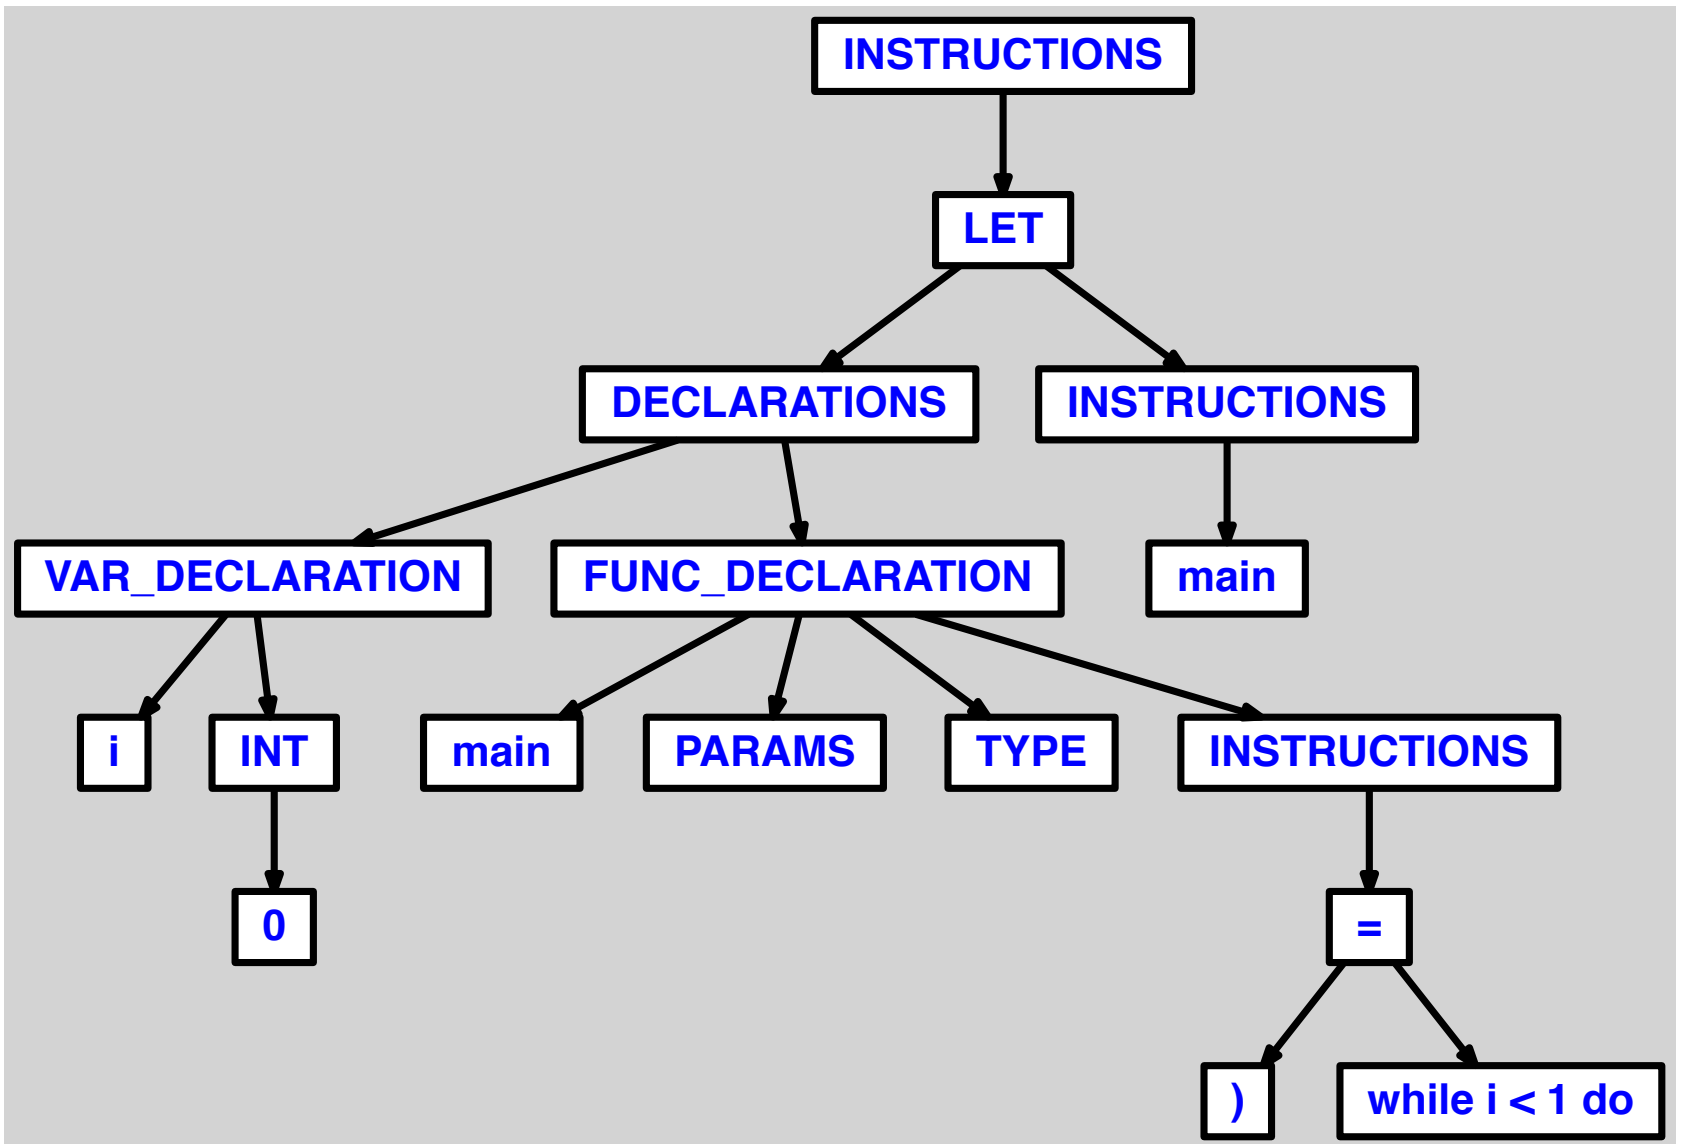 INSTRUCTIONS
LET
DECLARATIONS
INSTRUCTIONS
VAR_DECLARATION
FUNC_DECLARATION
main
i
INT
main
PARAMS
TYPE
INSTRUCTIONS
0
=
)
while i < 1 do